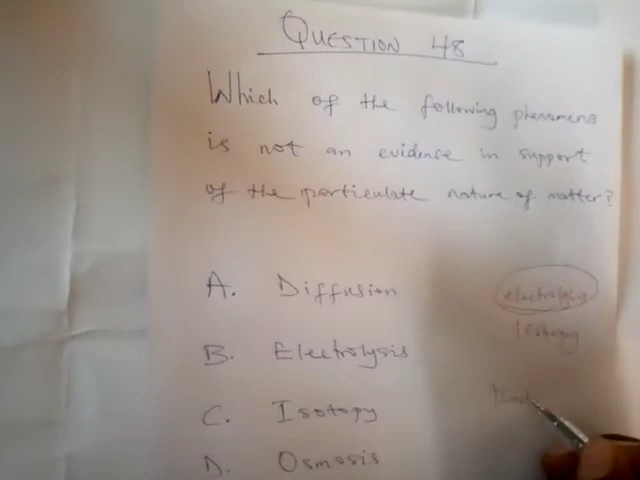 QUESTION 48
Which of the following phenomena
is not an evidence in support
of the particulate nature of matter?
A. Diffusion
electrolysis
Isotopy
B. Electrolysis
C. Isotopy
D. Osmosis